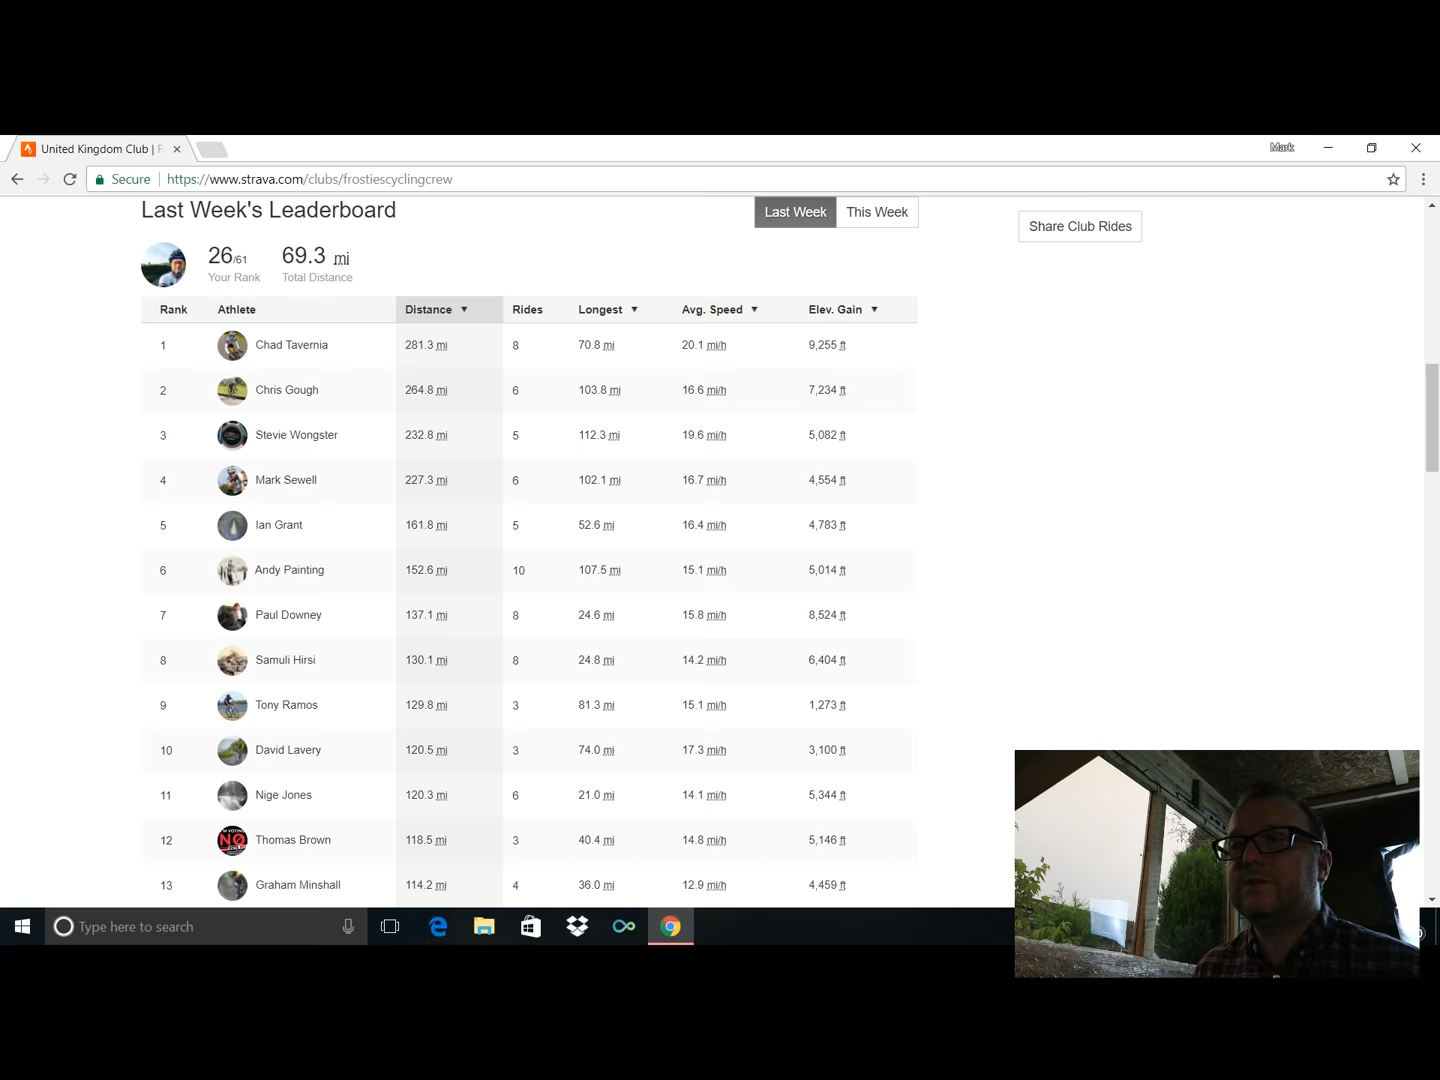 United Kingdom Club | F
Mark
Secure | https://www.strava.com/clubs/frostiescyclingcrew
Last Week's Leaderboard
Last Week This Week
Share Club Rides
26/61 69.3 mi
Your Rank Total Distance
Rank Athlete Distance Rides Longest Avg. Speed Elev. Gain
1 Chad Tavernia 281.3 mi 8 70.8 mi 20.1 mi/h 9,255 ft
2 Chris Gough 264.8 mi 6 103.8 mi 16.6 mi/h 7,234 ft
3 Stevie Wongster 232.8 mi 5 112.3 mi 19.6 mi/h 5,082 ft
4 Mark Sewell 227.3 mi 6 102.1 mi 16.7 mi/h 4,554 ft
5 Ian Grant 161.8 mi 5 52.6 mi 16.4 mi/h 4,783 ft
6 Andy Painting 152.6 mi 10 107.5 mi 15.1 mi/h 5,014 ft
7 Paul Downey 137.1 mi 8 24.6 mi 15.8 mi/h 8,524 ft
8 Samuli Hirsi 130.1 mi 8 24.8 mi 14.2 mi/h 6,404 ft
9 Tony Ramos 129.8 mi 3 81.3 mi 15.1 mi/h 1,273 ft
10 David Lavery 120.5 mi 3 74.0 mi 17.3 mi/h 3,100 ft
11 Nige Jones 120.3 mi 6 21.0 mi 14.1 mi/h 5,344 ft
12 Thomas Brown 118.5 mi 3 40.4 mi 14.8 mi/h 5,146 ft
NO
13 Graham Minshall 114.2 mi 4 36.0 mi 12.9 mi/h 4,459 ft
Type here to search